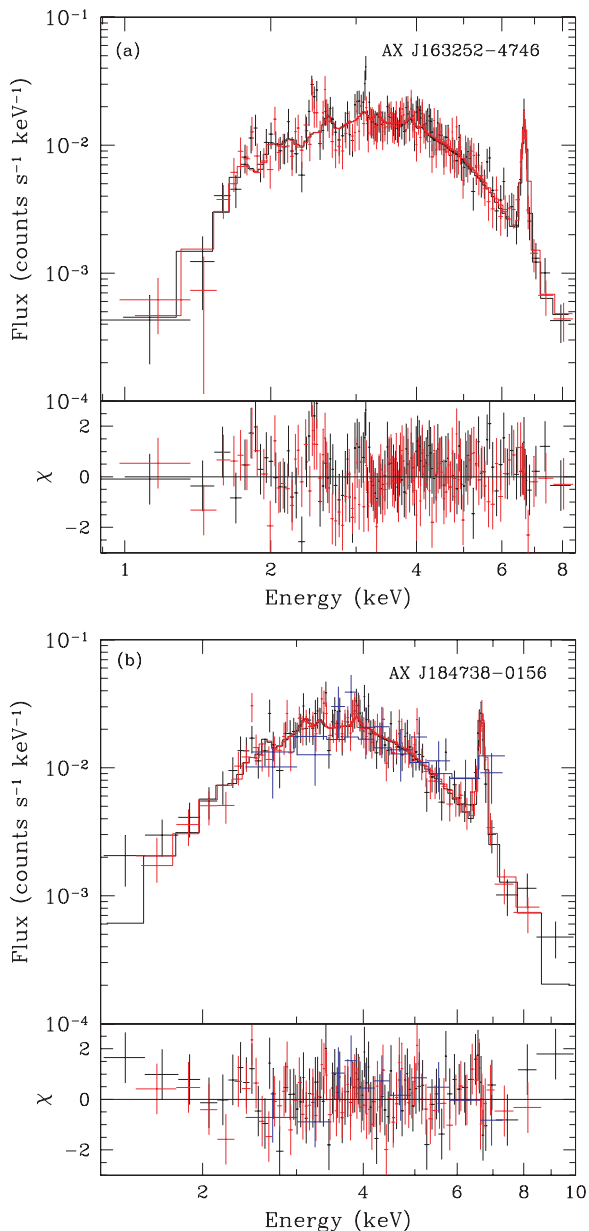 10⁻¹
(a)
AX J163252−4746
10⁻²
10⁻³
10⁻⁴
Flux (counts s⁻¹ keV⁻¹)
2
0
−2
χ
1 2 4 6 8
Energy (keV)
10⁻¹
(b)
AX J184738−0156
10⁻²
10⁻³
10⁻⁴
Flux (counts s⁻¹ keV⁻¹)
2
0
−2
χ
2 4 6 8 10
Energy (keV)